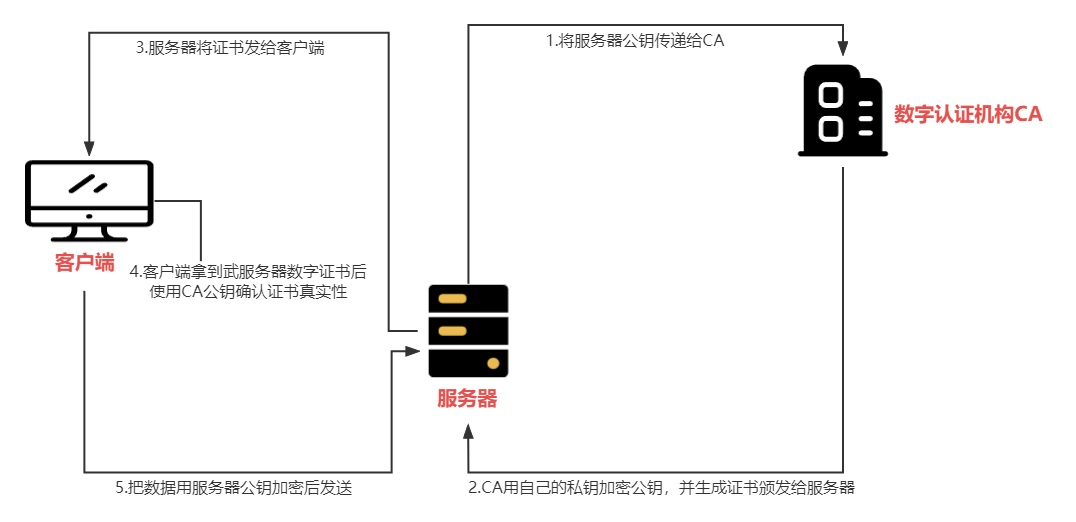 3.服务器将证书发给客户端
1.将服务器公钥传递给CA
数字认证机构CA
客户端
4.客户端拿到武服务器数字证书后
使用CA公钥确认证书真实性
服务器
5.把数据用服务器公钥加密后发送
2.CA用自己的私钥加密公钥，并生成证书颁发给服务器